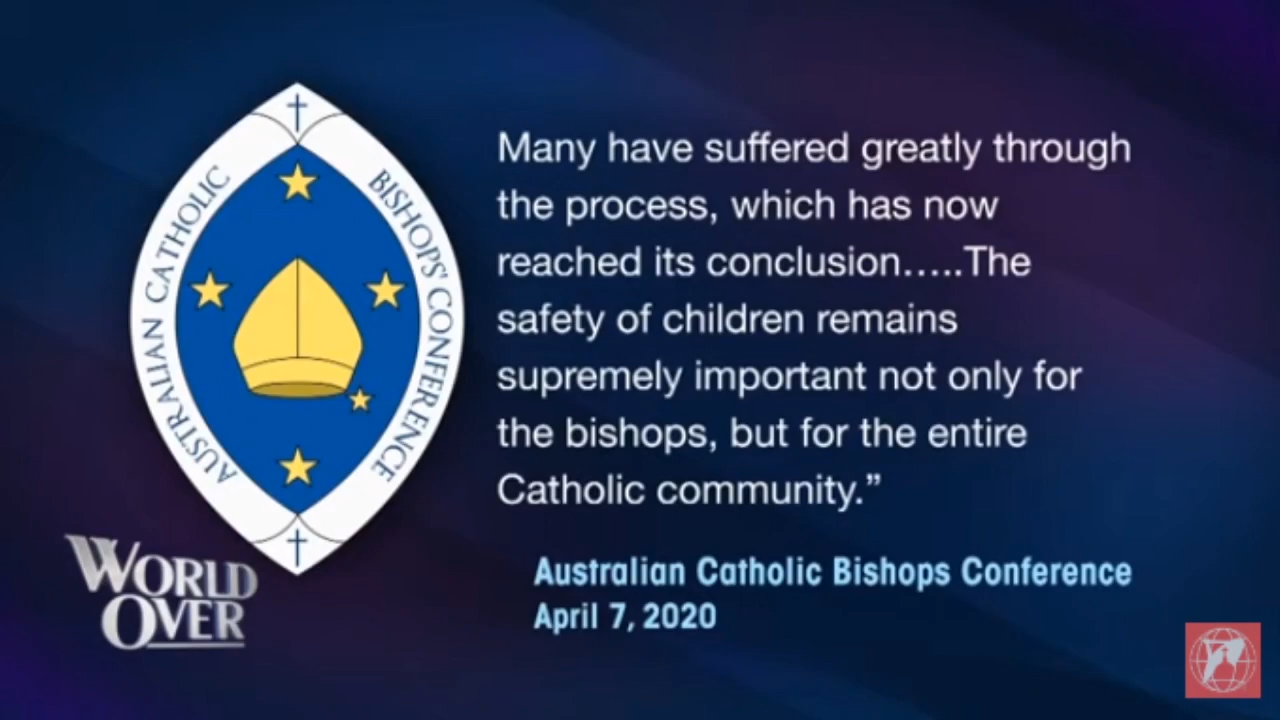 AUSTRALIAN CATHOLIC
BISHOPS' CONFERENCE
Many have suffered greatly through
the process, which has now
reached its conclusion.....The
safety of children remains
supremely important not only for
the bishops, but for the entire
Catholic community.”
Australian Catholic Bishops Conference
April 7, 2020
WORLD
OVER